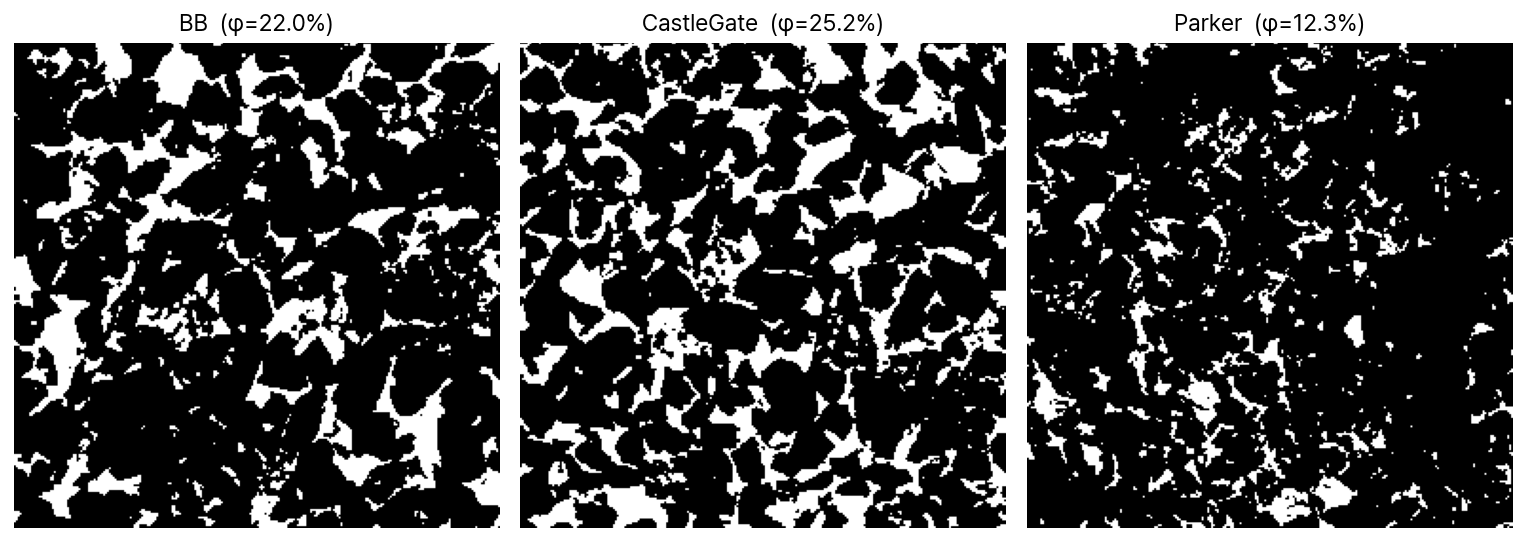 BB (φ=22.0%)
CastleGate (φ=25.2%)
Parker (φ=12.3%)